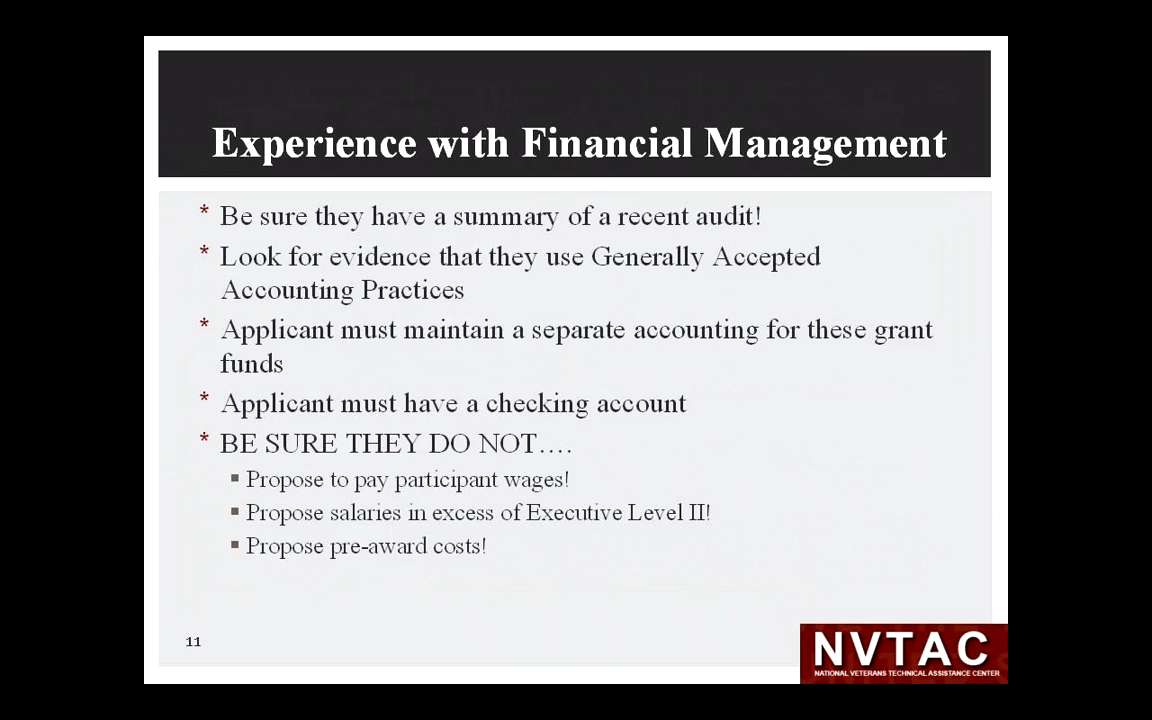 Experience with Financial Management
* Be sure they have a summary of a recent audit!
* Look for evidence that they use Generally Accepted
Accounting Practices
* Applicant must maintain a separate accounting for these grant
funds
* Applicant must have a checking account
* BE SURE THEY DO NOT….
▪ Propose to pay participant wages!
▪ Propose salaries in excess of Executive Level II!
▪ Propose pre-award costs!
11
NVTAC
NATIONAL VETERANS TECHNICAL ASSISTANCE CENTER